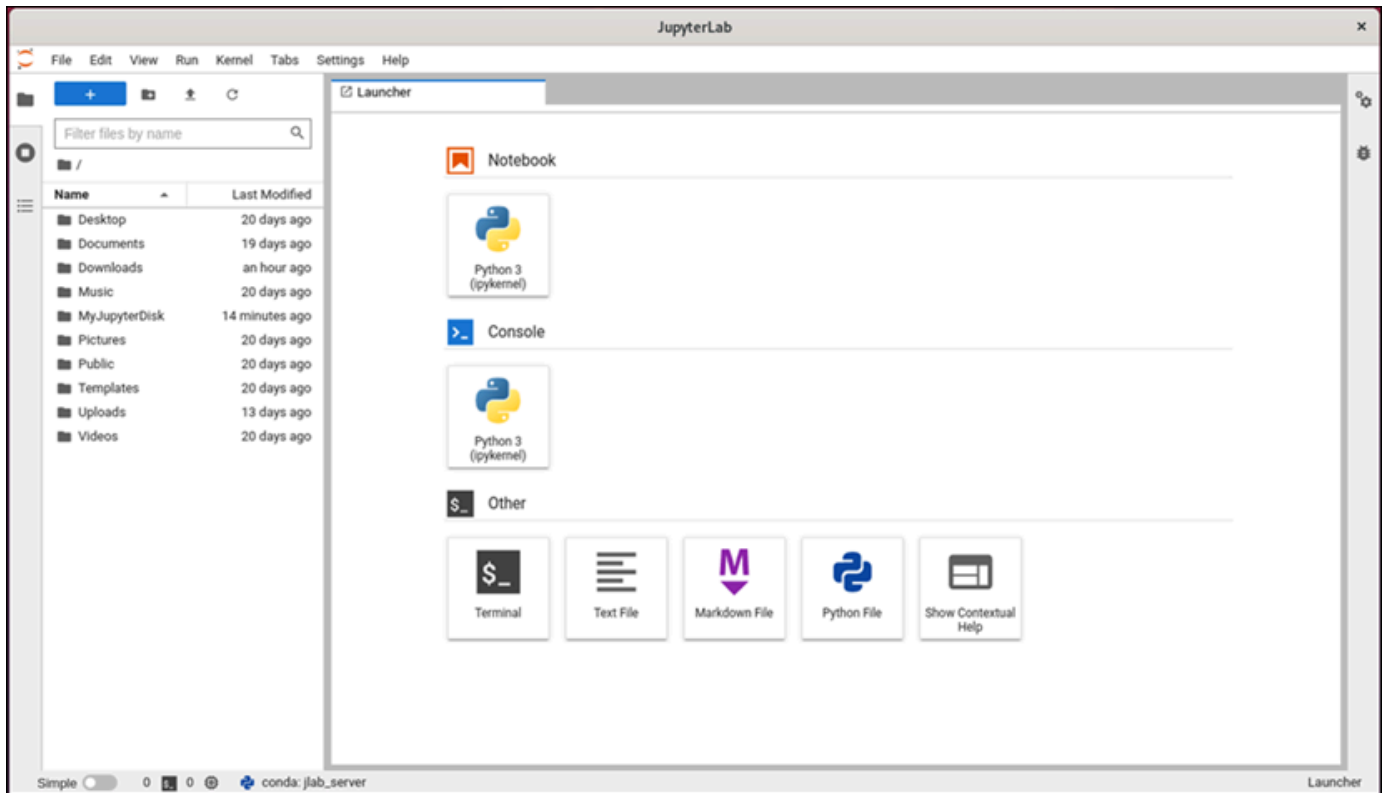 JupyterLab ×
File Edit View Run Kernel Tabs Settings Help
+
Filter files by name
/
Name Last Modified
Desktop 20 days ago
Documents 19 days ago
Downloads an hour ago
Music 20 days ago
MyJupyterDisk 14 minutes ago
Pictures 20 days ago
Public 20 days ago
Templates 20 days ago
Uploads 13 days ago
Videos 20 days ago
Launcher
Notebook
Python 3
(ipykernel)
>_ Console
Python 3
(ipykernel)
$_ Other
$_
Terminal
Text File
M
Markdown File
Python File
Show Contextual
Help
Simple 0 $_ 0 conda: jlab_server Launcher